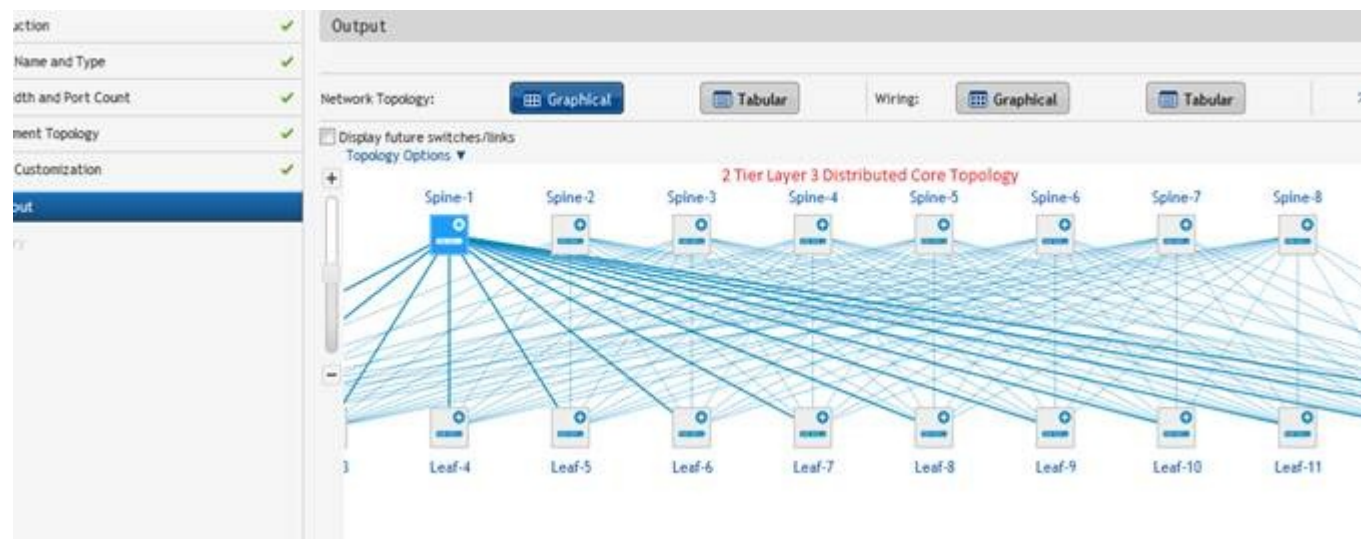 uction
Output
Name and Type
dth and Port Count
Network Topology:
Graphical
Tabular
Wiring:
Graphical
Tabular
ment Topology
Display future switches/links
Topology Options ▼
Customization
2 Tier Layer 3 Distributed Core Topology
+
Spine-1
Spine-2
Spine-3
Spine-4
Spine-5
Spine-6
Spine-7
Spine-8
put
-
3
Leaf-4
Leaf-5
Leaf-6
Leaf-7
Leaf-8
Leaf-9
Leaf-10
Leaf-11